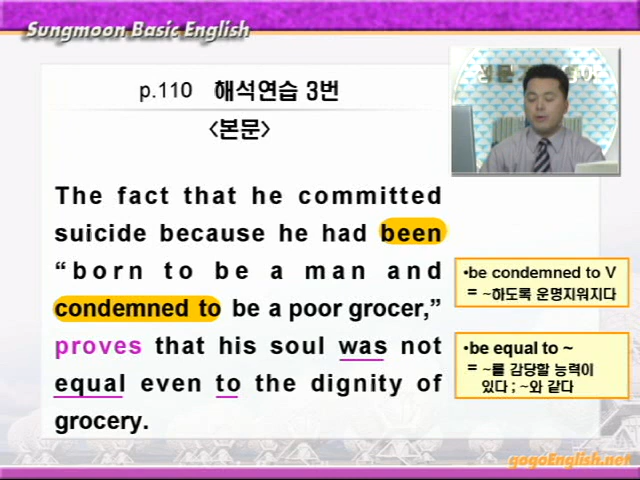 Sungmoon Basic English
p.110 해석연습 3번
<본문>
The fact that he committed
suicide because he had been
“born to be a man and
condemned to be a poor grocer,”
proves that his soul was not
equal even to the dignity of
grocery.
•be condemned to V
= ~하도록 운명지워지다
•be equal to ~
= ~를 감당할 능력이
있다 ; ~와 같다
gogoEnglish.net